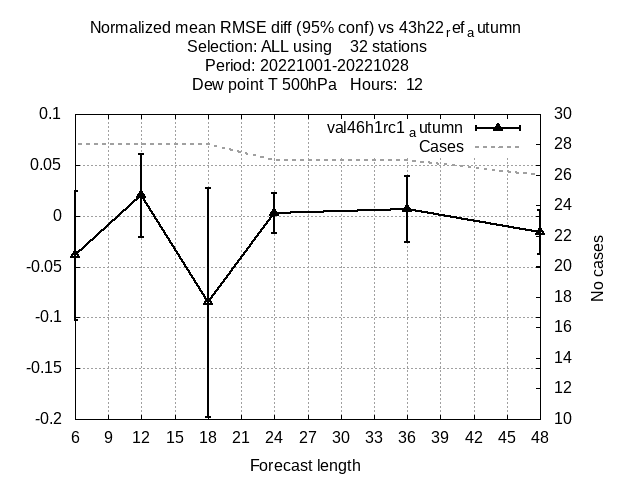 Normalized mean RMSE diff (95% conf) vs 43h22refautumn
Selection: ALL using 32 stations
Period: 20221001-20221028
Dew point T 500hPa Hours: 12
0.1
0.05
0
-0.05
-0.1
-0.15
-0.2
val46h1rc1autumn
Cases
30
28
26
24
22
20
18
16
14
12
10
No cases
6 9 12 15 18 21 24 27 30 33 36 39 42 45 48
Forecast length